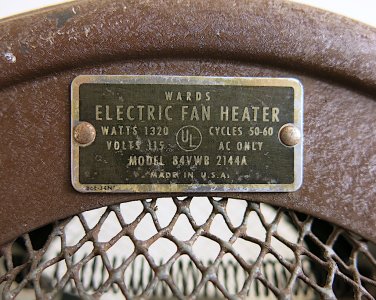 WARDS
ELECTRIC FAN HEATER
WATTS 1320 UL CYCLES 50-60
VOLTS 115 AC ONLY
MODEL 84VWB 2144A
MADE IN U.S.A.